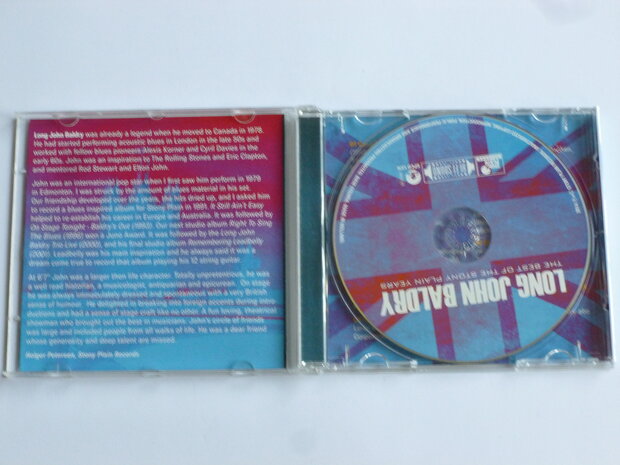 Long John Baldry was already a legend when he moved to Canada in 1978.
He had started performing acoustic blues in London in the late 50s and
worked with fellow blues pioneers Alexis Korner and Cyril Davies in the
early 60s. John was an inspiration to The Rolling Stones and Eric Clapton,
and mentored Rod Stewart and Elton John.
John was an international pop star when I first saw him perform in 1979
in Edmonton. I was struck by the amount of blues material in his set.
Our friendship developed over the years, the hits dried up, and I asked him
to record a blues inspired album for Stony Plain in 1991. It Still Ain't Easy
helped to re-establish his career in Europe and Australia. It was followed by
On Stage Tonight - Baldry's Out (1993). Our next studio album Right To Sing
The Blues (1996) won a Juno Award. It was followed by the Long John
Baldry Trio Live (2000), and his final studio album Remembering Leadbelly
(2001). Leadbelly was his main inspiration and he always said it was a
dream come true to record that album playing his 12 string guitar.
At 6'7" John was a larger then life character. Totally unpretentious, he was
a well read historian, a musicologist, antiquarian and epicurean. On stage
he was always immaculately dressed and spoke with a very British
sense of humour. He delighted in breaking into foreign accents during intro-
ductions and had a sense of stage craft like no other. A fun loving, theatrical
showman who brought out the best in musicians. John's circle of friends
was large and included people from all walks of life. He was a dear friend
whose generosity and deep talent are missed.
Holger Petersen, Stony Plain Records
LONG JOHN BALDRY
THE BEST OF THE STONY PLAIN YEARS